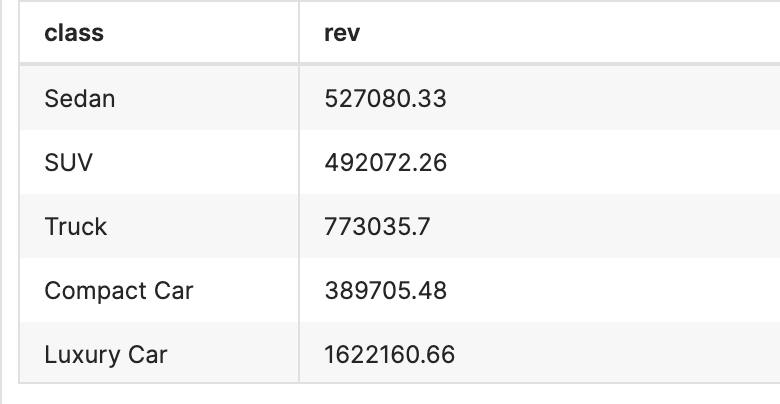 class rev
Sedan 527080.33
SUV 492072.26
Truck 773035.7
Compact Car 389705.48
Luxury Car 1622160.66